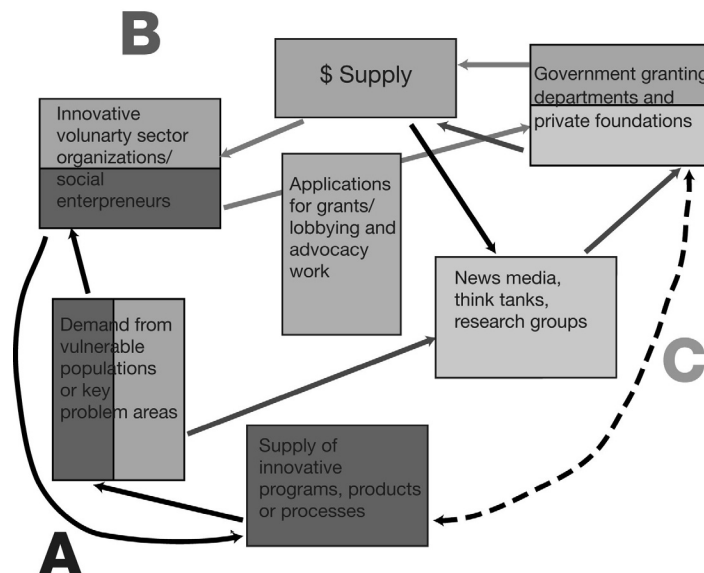 B
$ Supply
Government granting
departments and
private foundations
Innovative
volunarty sector
organizations/
social
enterpreneurs
Applications
for grants/
lobbying and
advocacy
work
News media,
think tanks,
research groups
C
Demand from
vulnerable
populations
or key
problem areas
Supply of
innovative
programs, products
or processes
A